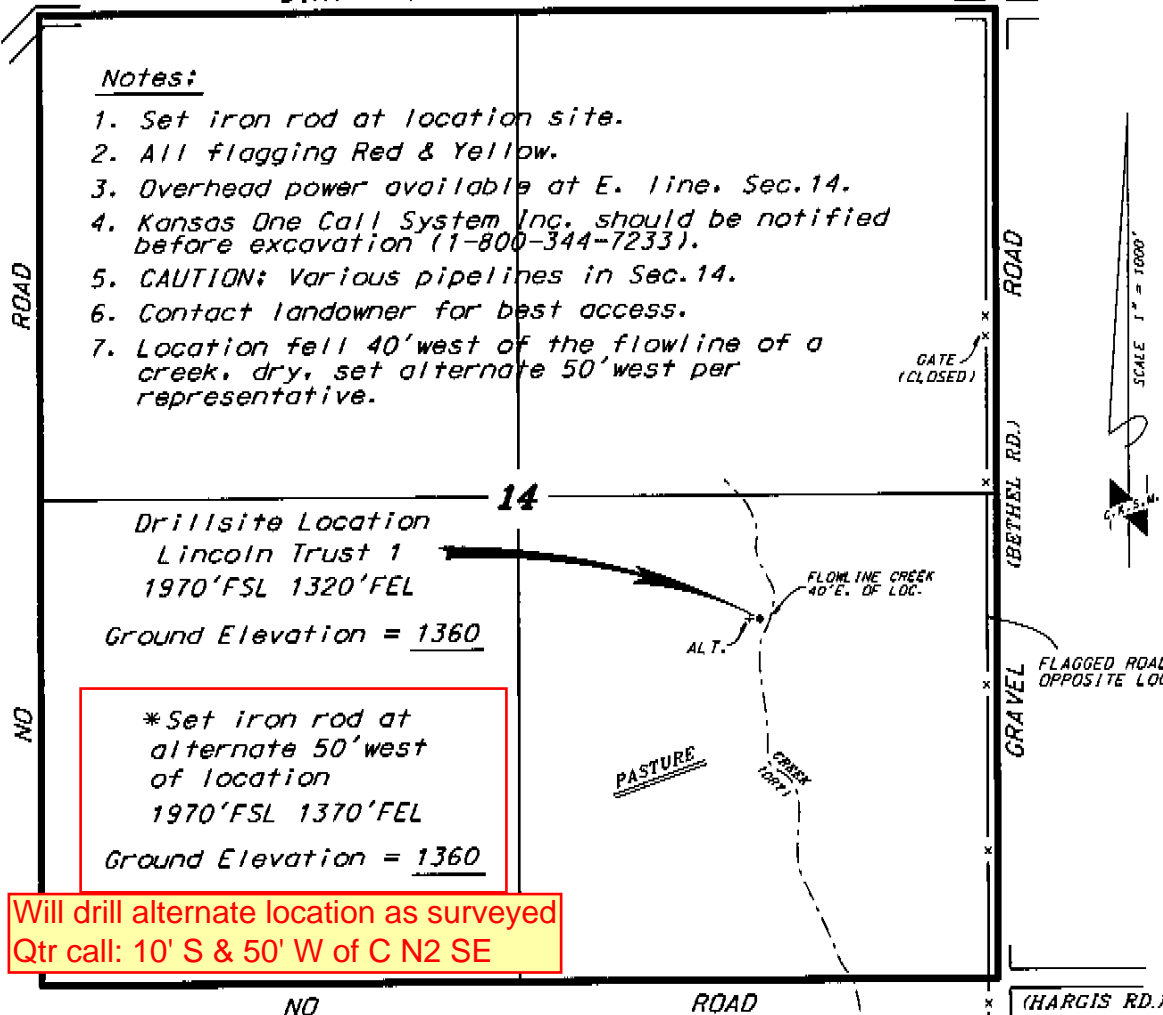 Notes:
1. Set iron rod at location site.
2. All flagging Red & Yellow.
3. Overhead power available at E. line, Sec.14.
4. Kansas One Call System Inc. should be notified
before excavation (1-800-344-7233).
5. CAUTION: Various pipelines in Sec.14.
6. Contact landowner for best access.
7. Location fell 40'west of the flowline of a
creek, dry, set alternate 50'west per
representative.
ROAD
ROAD
SCALE 1" = 1000'
GATE
(CLOSED)
(BETHEL RD.)
C.K.S.M.
14
Drillsite Location
Lincoln Trust 1
1970'FSL 1320'FEL
Ground Elevation = 1360
FLOWLINE CREEK
40'E. OF LOC.
ALT.
FLAGGED ROAD
OPPOSITE LOC
GRAVEL
NO
*Set iron rod at
alternate 50'west
of location
1970'FSL 1370'FEL
Ground Elevation = 1360
PASTURE
CREEK
(DRY)
Will drill alternate location as surveyed
Qtr call: 10' S & 50' W of C N2 SE
NO
ROAD
(HARGIS RD.)